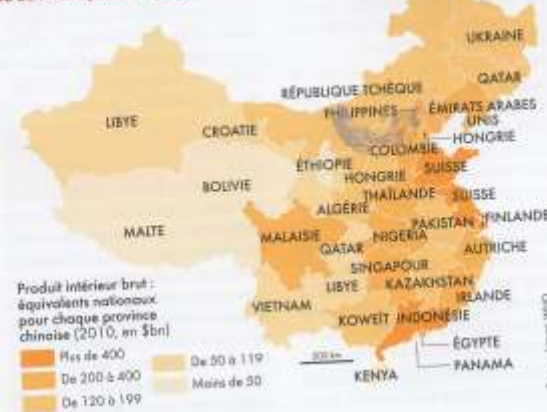 UKRAINE
QATAR
RÉPUBLIQUE TCHÈQUE
PHILIPPINES
ÉMIRATS ARABES
UNIS
LIBYE
CROATIE
HONGRIE
COLOMBIE
ÉTHIOPIE
HONGRIE
SUISSE
BOLIVIE
THAÏLANDE
SUISSE
ALGÉRIE
PAKISTAN
FINLANDE
MALTE
MALAISIE
NIGERIA
QATAR
AUTRICHE
SINGAPOUR
LIBYE
KAZAKHSTAN
IRLANDE
VIETNAM
KOWEÏT
INDONÉSIE
ÉGYPTE
PANAMA
KENYA
Produit intérieur brut :
équivalents nationaux
pour chaque province
chinoise (2010, en $bn)
Plus de 400
De 200 à 400
De 120 à 199
De 50 à 119
Moins de 50